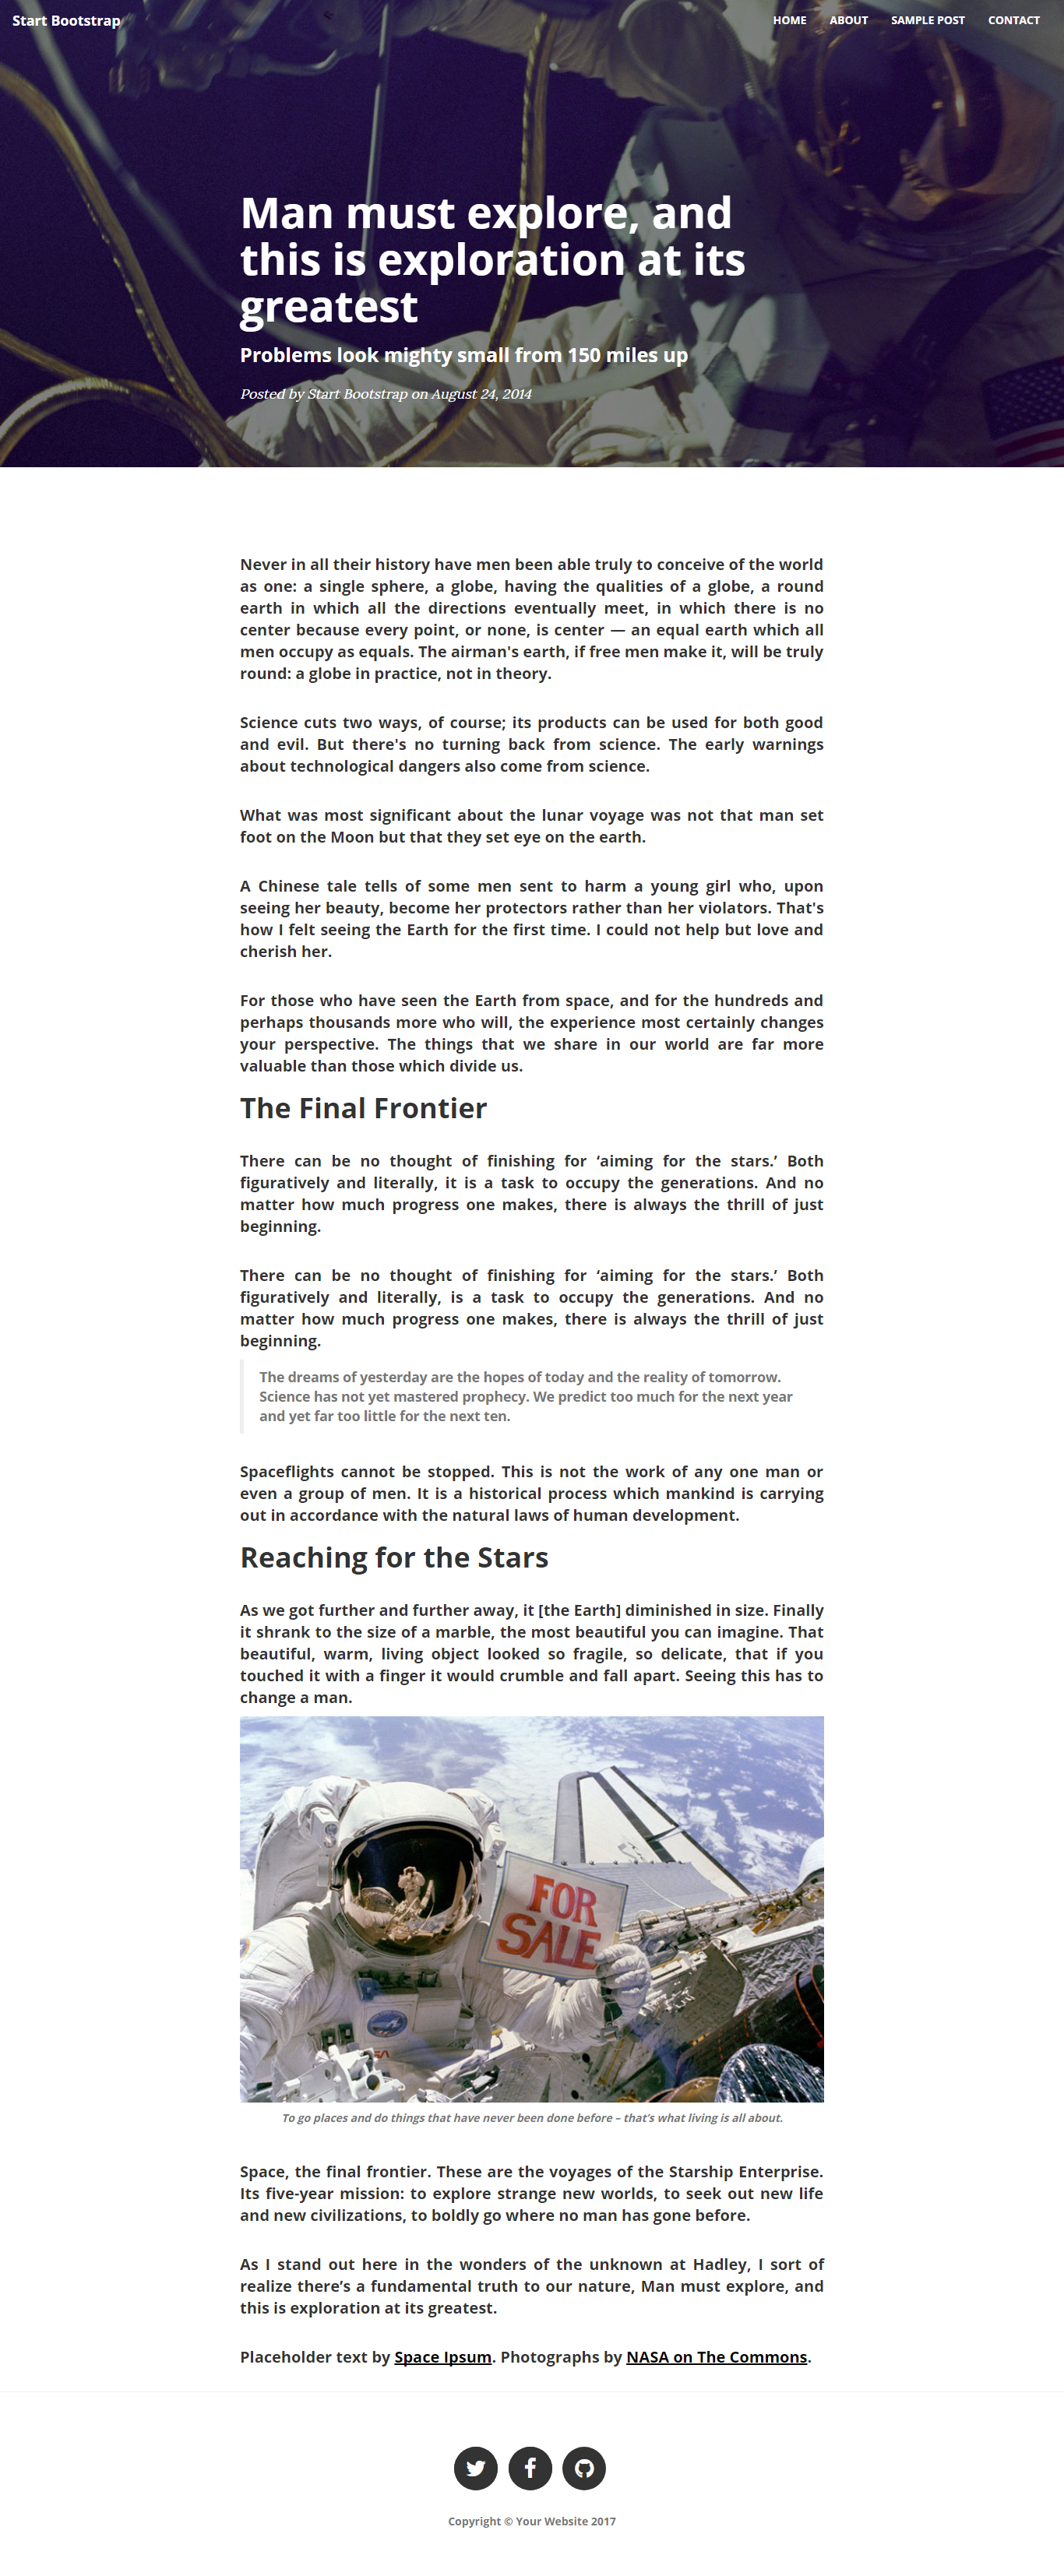 Start Bootstrap
HOME ABOUT SAMPLE POST CONTACT
Man must explore, and
this is exploration at its
greatest
Problems look mighty small from 150 miles up
Posted by Start Bootstrap on August 24, 2014
Never in all their history have men been able truly to conceive of the world
as one: a single sphere, a globe, having the qualities of a globe, a round
earth in which all the directions eventually meet, in which there is no
center because every point, or none, is center — an equal earth which all
men occupy as equals. The airman's earth, if free men make it, will be truly
round: a globe in practice, not in theory.
Science cuts two ways, of course; its products can be used for both good
and evil. But there's no turning back from science. The early warnings
about technological dangers also come from science.
What was most significant about the lunar voyage was not that man set
foot on the Moon but that they set eye on the earth.
A Chinese tale tells of some men sent to harm a young girl who, upon
seeing her beauty, become her protectors rather than her violators. That's
how I felt seeing the Earth for the first time. I could not help but love and
cherish her.
For those who have seen the Earth from space, and for the hundreds and
perhaps thousands more who will, the experience most certainly changes
your perspective. The things that we share in our world are far more
valuable than those which divide us.
The Final Frontier
There can be no thought of finishing for ‘aiming for the stars.’ Both
figuratively and literally, it is a task to occupy the generations. And no
matter how much progress one makes, there is always the thrill of just
beginning.
There can be no thought of finishing for ‘aiming for the stars.’ Both
figuratively and literally, is a task to occupy the generations. And no
matter how much progress one makes, there is always the thrill of just
beginning.
The dreams of yesterday are the hopes of today and the reality of tomorrow.
Science has not yet mastered prophecy. We predict too much for the next year
and yet far too little for the next ten.
Spaceflights cannot be stopped. This is not the work of any one man or
even a group of men. It is a historical process which mankind is carrying
out in accordance with the natural laws of human development.
Reaching for the Stars
As we got further and further away, it [the Earth] diminished in size. Finally
it shrank to the size of a marble, the most beautiful you can imagine. That
beautiful, warm, living object looked so fragile, so delicate, that if you
touched it with a finger it would crumble and fall apart. Seeing this has to
change a man.
FOR
SALE
To go places and do things that have never been done before – that’s what living is all about.
Space, the final frontier. These are the voyages of the Starship Enterprise.
Its five-year mission: to explore strange new worlds, to seek out new life
and new civilizations, to boldly go where no man has gone before.
As I stand out here in the wonders of the unknown at Hadley, I sort of
realize there’s a fundamental truth to our nature, Man must explore, and
this is exploration at its greatest.
Placeholder text by Space Ipsum. Photographs by NASA on The Commons.
Copyright © Your Website 2017